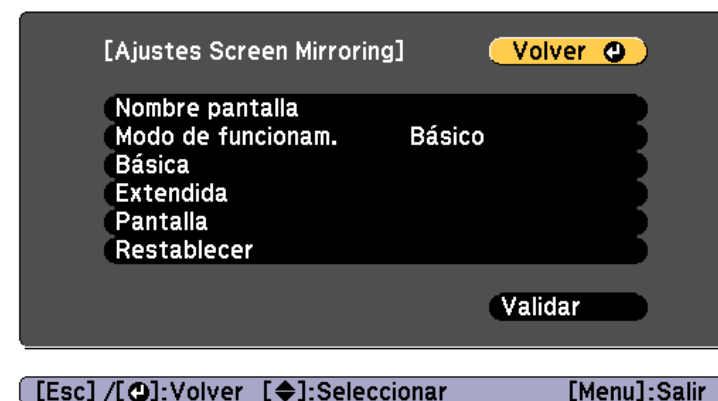 [Ajustes Screen Mirroring] Volver
Nombre pantalla
Modo de funcionam. Básico
Básica
Extendida
Pantalla
Restablecer
Validar
[Esc] /[⏎]:Volver [◆]:Seleccionar [Menu]:Salir